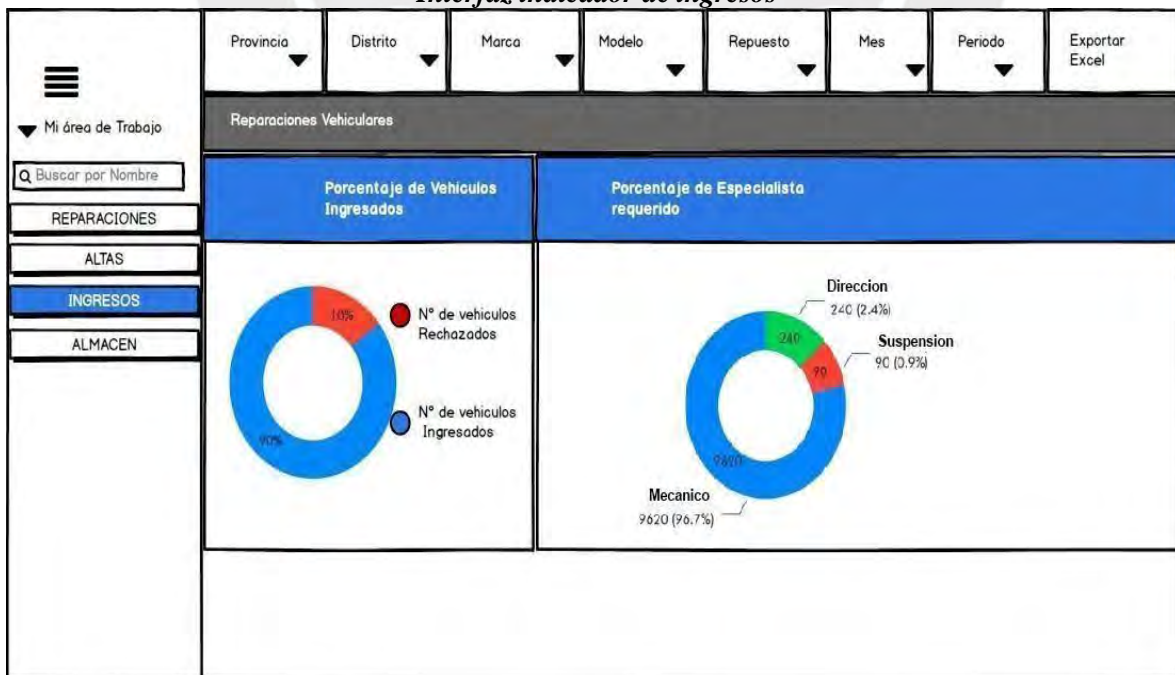 Interfaz indicador de ingresos
Provincia
Distrito
Marca
Modelo
Repuesto
Mes
Periodo
Exportar
Excel
Mi área de Trabajo
Reparaciones Vehiculares
Buscar por Nombre
REPARACIONES
ALTAS
INGRESOS
ALMACEN
Porcentaje de Vehiculos
Ingresados
10%
90%
N° de vehiculos
Rechazados
N° de vehiculos
Ingresados
Porcentaje de Especialista
requerido
Direccion
240 (2.4%)
240
Suspension
90 (0.9%)
90
9620
Mecanico
9620 (96.7%)